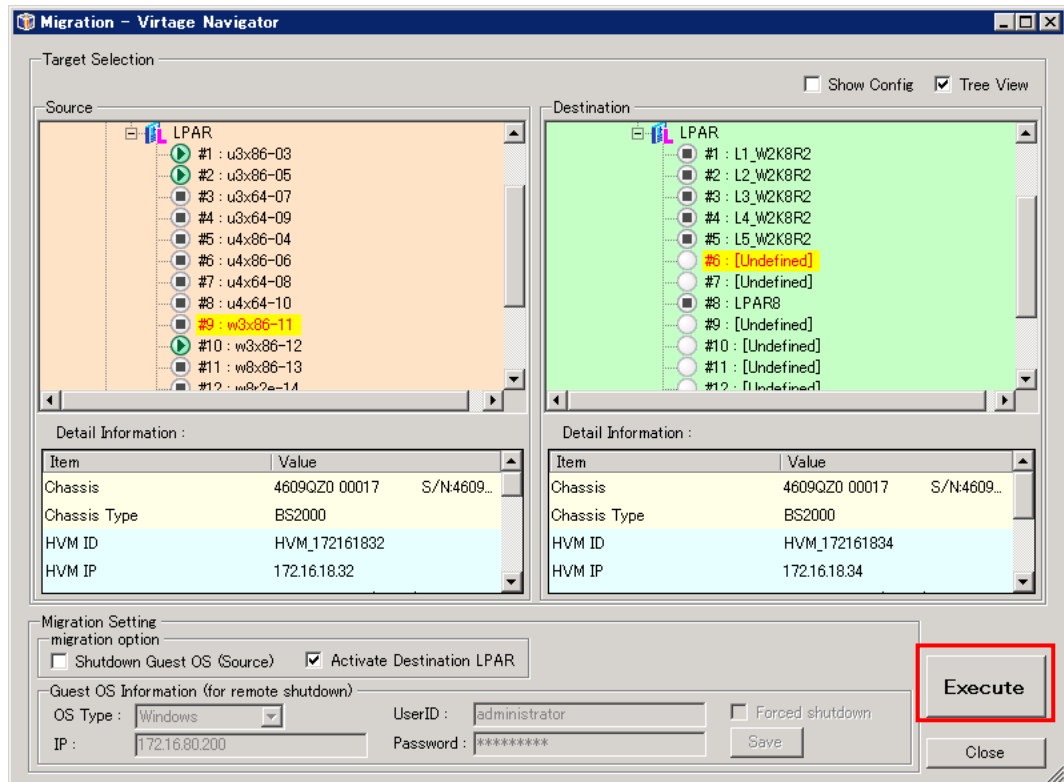 Migration - Virtage Navigator
Target Selection
Show Config
Tree View
Source
LPAR
#1 : u3x86-03
#2 : u3x86-05
#3 : u3x64-07
#4 : u3x64-09
#5 : u4x86-04
#6 : u4x86-06
#7 : u4x64-08
#8 : u4x64-10
#9 : w3x86-11
#10 : w3x86-12
#11 : w8x86-13
#12 : w8r2e-14
Detail Information :
Item Value
Chassis 4609QZ0 00017 S/N:4609...
Chassis Type BS2000
HVM ID HVM_172161832
HVM IP 172.16.18.32
Destination
LPAR
#1 : L1_W2K8R2
#2 : L2_W2K8R2
#3 : L3_W2K8R2
#4 : L4_W2K8R2
#5 : L5_W2K8R2
#6 : [Undefined]
#7 : [Undefined]
#8 : LPAR8
#9 : [Undefined]
#10 : [Undefined]
#11 : [Undefined]
#12 : [Undefined]
Detail Information :
Item Value
Chassis 4609QZ0 00017 S/N:4609...
Chassis Type BS2000
HVM ID HVM_172161834
HVM IP 172.16.18.34
Migration Setting
migration option
Shutdown Guest OS (Source)
Activate Destination LPAR
Guest OS Information (for remote shutdown)
OS Type : Windows
UserID : administrator
Forced shutdown
IP : 172.16.80.200
Password : *********
Save
Execute
Close